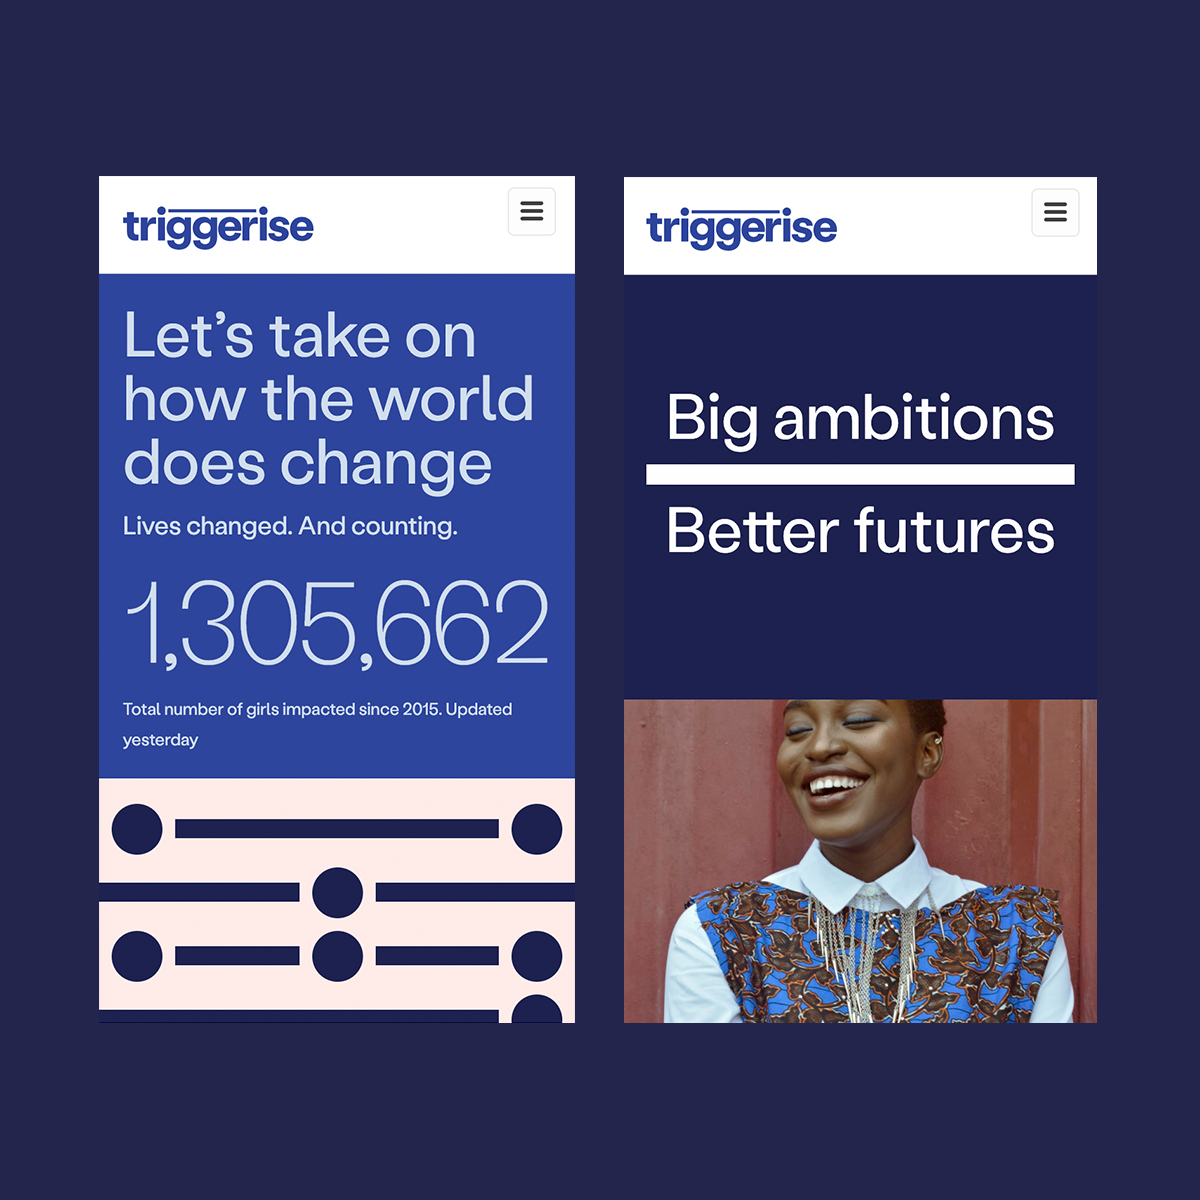 triggerise
Let’s take on
how the world
does change
Lives changed. And counting.
1,305,662
Total number of girls impacted since 2015. Updated
yesterday
triggerise
Big ambitions
Better futures